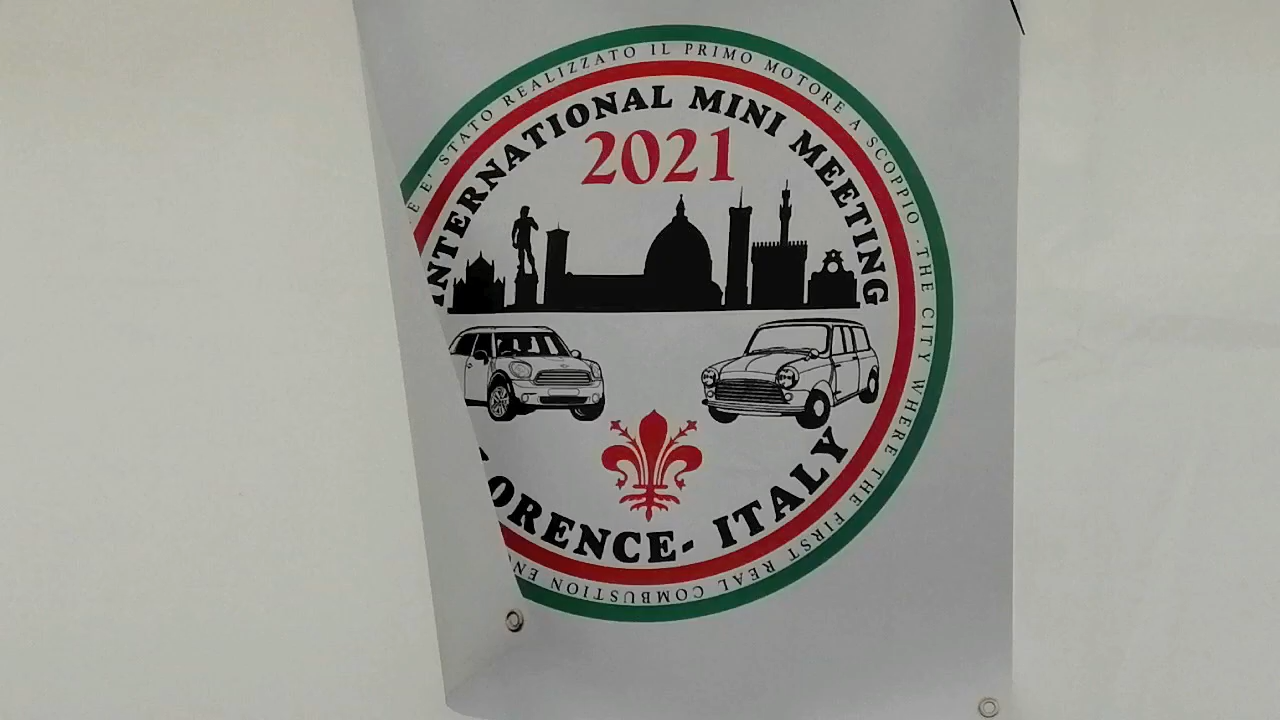 E E' STATO REALIZZATO IL PRIMO MOTORE A SCOPPIO . THE CITY WHERE THE FIRST REAL COMBUSTION EN
INTERNATIONAL MINI MEETING
2021
ORENCE- ITALY